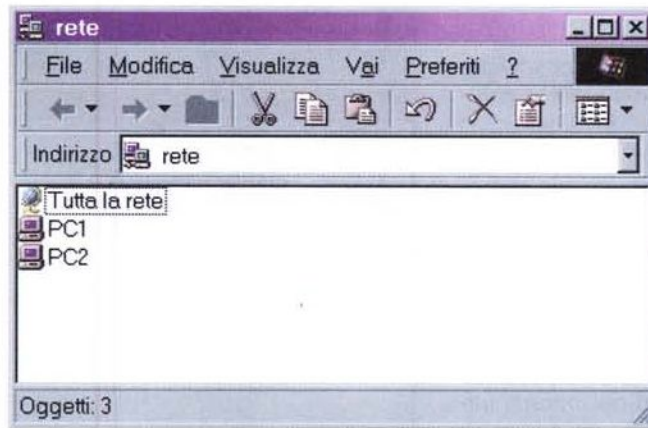 rete
File Modifica Visualizza Vai Preferiti ?
Indirizzo rete
Tutta la rete
PC1
PC2
Oggetti: 3